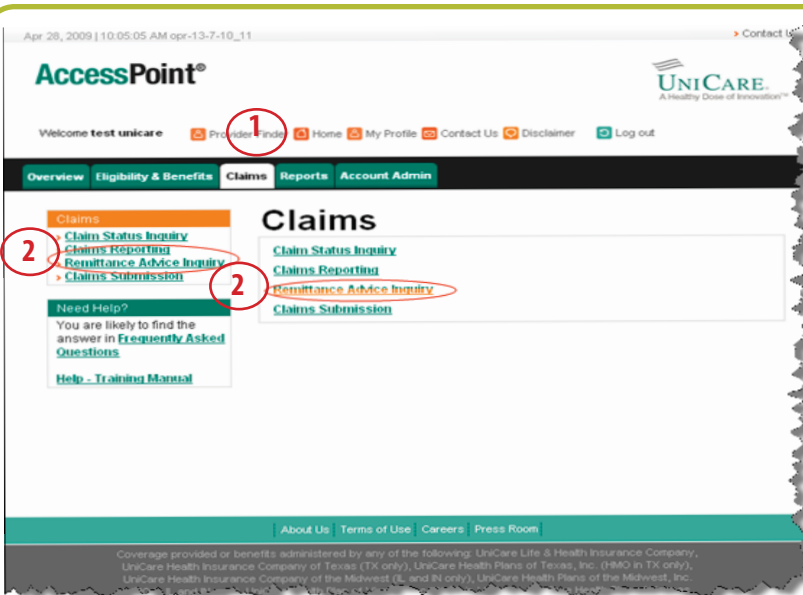 Apr 28, 2009 | 10:05:05 AM opr-13-7-10_11
Contact
AccessPoint®
UNICARE.
A Healthy Dose of Innovation™
Welcome test unicare Provider Finder Home My Profile Contact Us Disclaimer Log out
1
Overview Eligibility & Benefits Claims Reports Account Admin
Claims
Claim Status Inquiry
Claims Reporting
Remittance Advice Inquiry
Claims Submission
2
Need Help?
You are likely to find the
answer in Frequently Asked
Questions
Help - Training Manual
Claims
Claim Status Inquiry
Claims Reporting
Remittance Advice Inquiry
Claims Submission
2
About Us Terms of Use Careers Press Room
Coverage provided or benefits administered by any of the following: UniCare Life & Health Insurance Company,
UniCare Health Insurance Company of Texas (TX only), UniCare Health Plans of Texas, Inc. (HMO in TX only),
UniCare Health Insurance Company of the Midwest (IL and IN only), UniCare Health Plans of the Midwest, Inc.